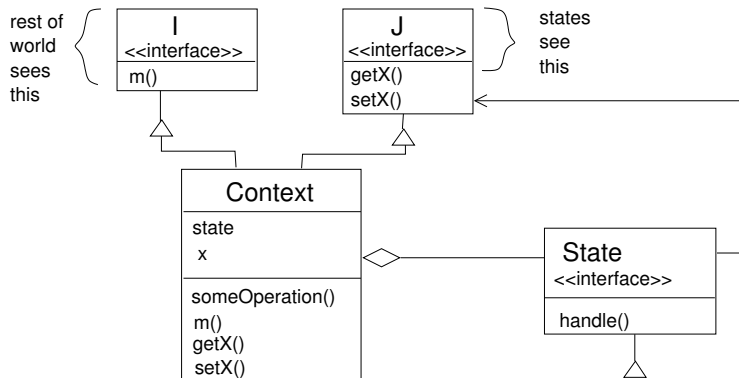 rest of
world
sees
this
I
<<interface>>
m()
J
<<interface>>
getX()
setX()
states
see
this
Context
state
x
someOperation()
m()
getX()
setX()
State
<<interface>>
handle()